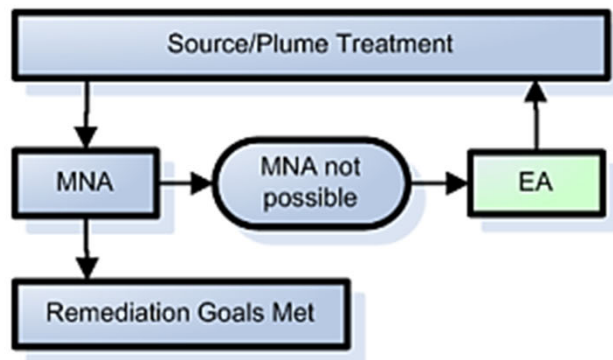 Source/Plume Treatment
MNA
MNA not
possible
EA
Remediation Goals Met